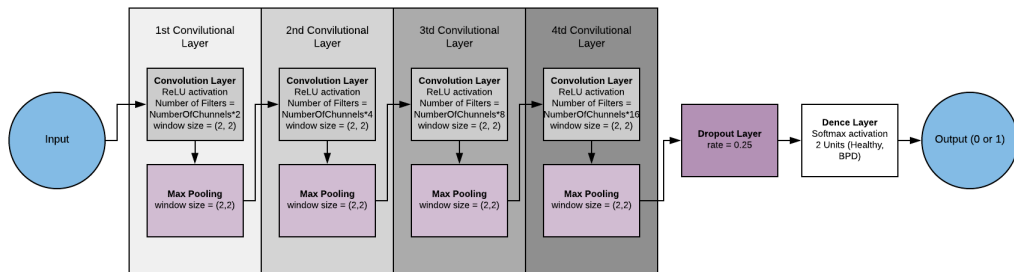 1st Convilutional
Layer
2nd Convilutional
Layer
3td Convilutional
Layer
4td Convilutional
Layer
Input
Convolution Layer
ReLU activation
Number of Filters =
NumberOfChannels*2
window size = (2, 2)
Max Pooling
window size = (2,2)
Convolution Layer
ReLU activation
Number of Filters =
NumberOfChannels*4
window size = (2, 2)
Max Pooling
window size = (2,2)
Convolution Layer
ReLU activation
Number of Filters =
NumberOfChannels*8
window size = (2, 2)
Max Pooling
window size = (2,2)
Convolution Layer
ReLU activation
Number of Filters =
NumberOfChannels*16
window size = (2, 2)
Max Pooling
window size = (2,2)
Dropout Layer
rate = 0.25
Dence Layer
Softmax activation
2 Units (Healthy,
BPD)
Output (0 or 1)